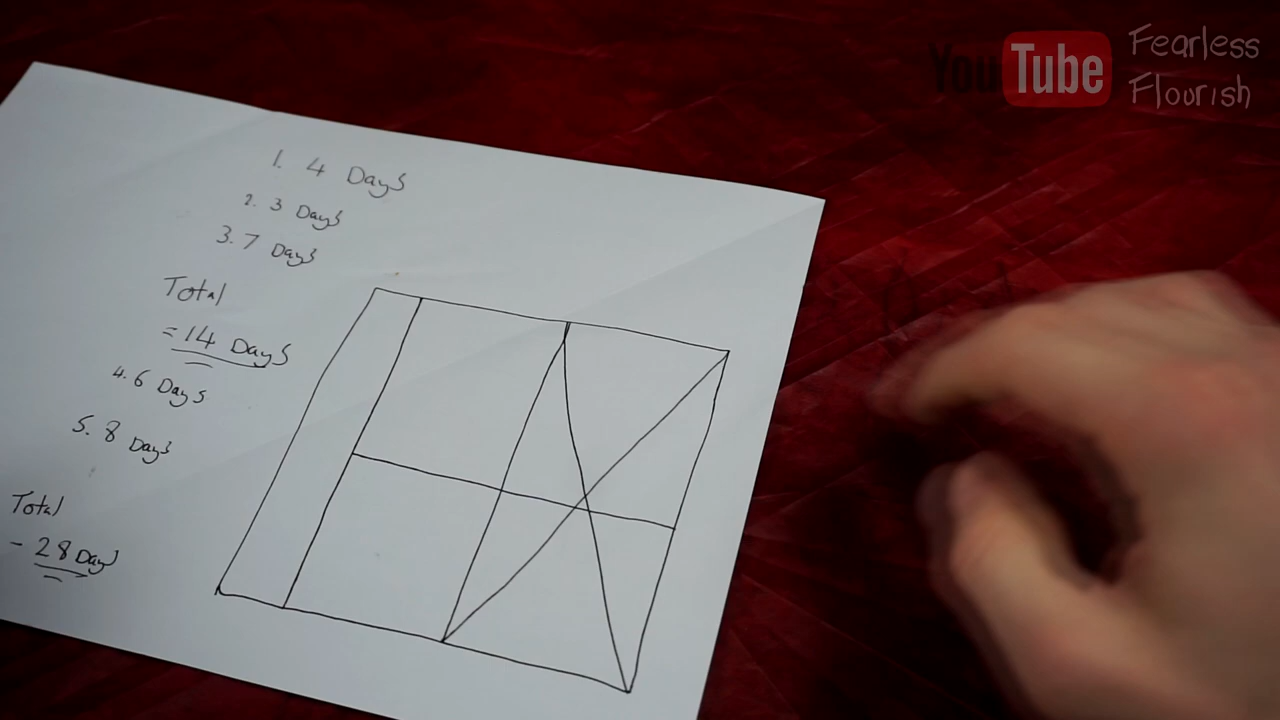 YouTube
Fearless
Flourish
1. 4 Days
2. 3 Days
3. 7 Days
Total
= 14 Days
4. 6 Days
5. 8 Days
Total
- 28 Days